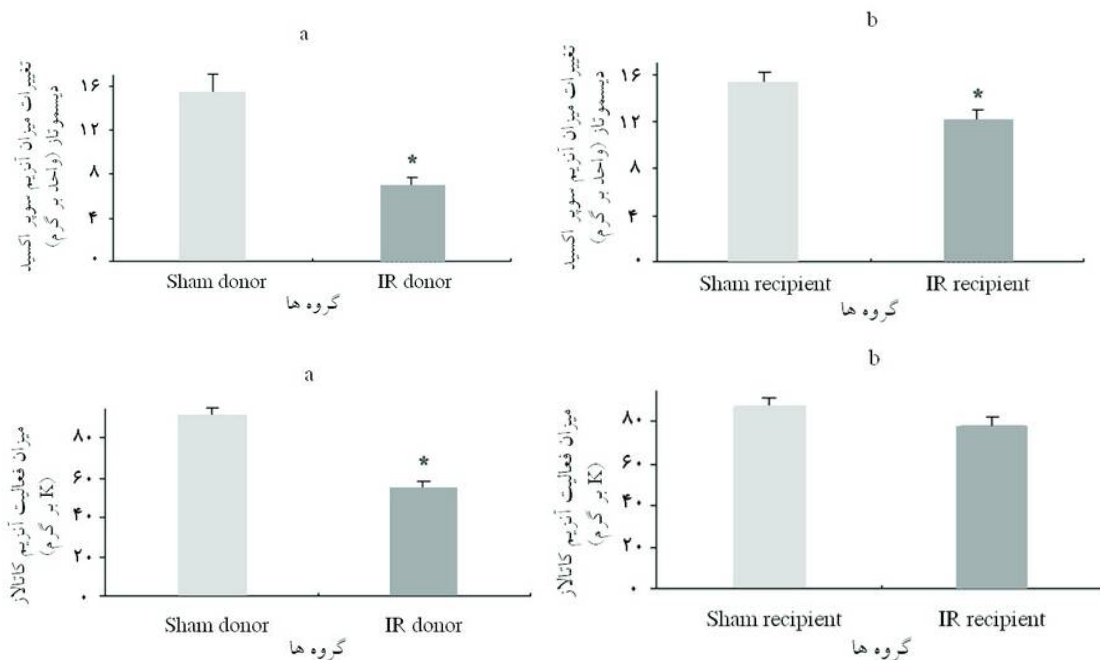 a
تغییرات میزان آنزیم سوپر اکسید
دیسموتاز (واحد بر گرم)
۱۶
۱۲
۸
۴
۰
*
Sham donor
IR donor
گروه ها
b
تغییرات میزان آنزیم سوپر اکسید
دیسموتاز (واحد بر گرم)
۱۶
۱۲
۸
۴
۰
*
Sham recipient
IR recipient
گروه ها
a
میزان فعالیت آنزیم کاتالاز
(K بر گرم)
۸۰
۶۰
۴۰
۲۰
۰
*
Sham donor
IR donor
گروه ها
b
میزان فعالیت آنزیم کاتالاز
(K بر گرم)
۸۰
۶۰
۴۰
۲۰
۰
Sham recipient
IR recipient
گروه ها